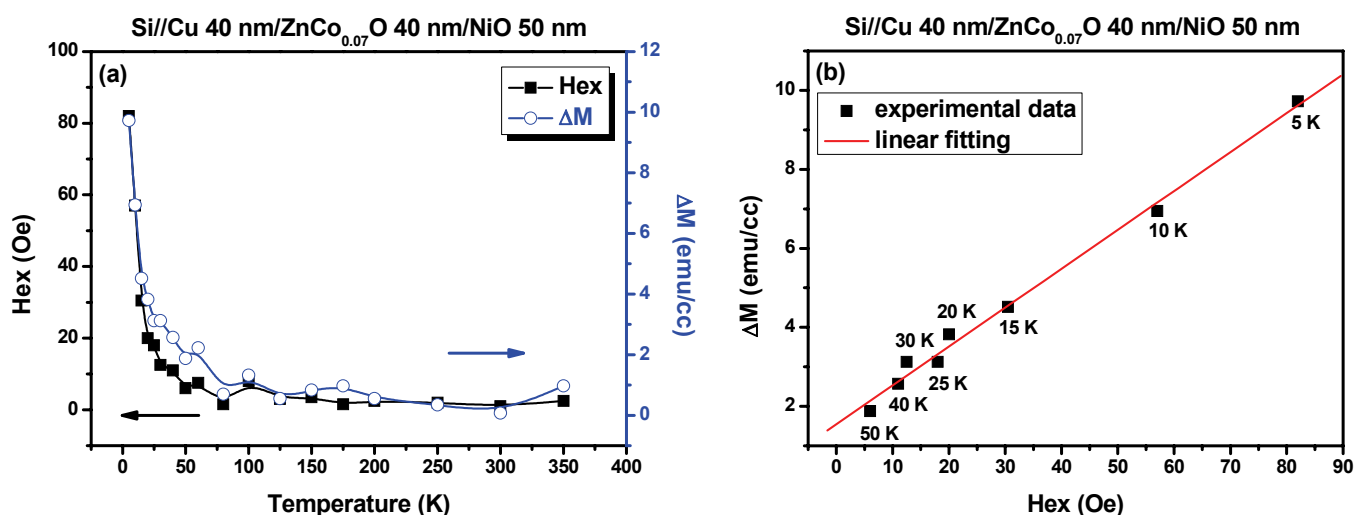 Si//Cu 40 nm/ZnCo0.07O 40 nm/NiO 50 nm
(a)
Hex
ΔM
100
80
60
40
20
0
Hex (Oe)
12
10
8
6
4
2
0
ΔM (emu/cc)
0 50 100 150 200 250 300 350 400
Temperature (K)
Si//Cu 40 nm/ZnCo0.07O 40 nm/NiO 50 nm
(b)
experimental data
linear fitting
10
8
6
4
2
ΔM (emu/cc)
5 K
10 K
15 K
20 K
30 K
25 K
40 K
50 K
0 10 20 30 40 50 60 70 80 90
Hex (Oe)